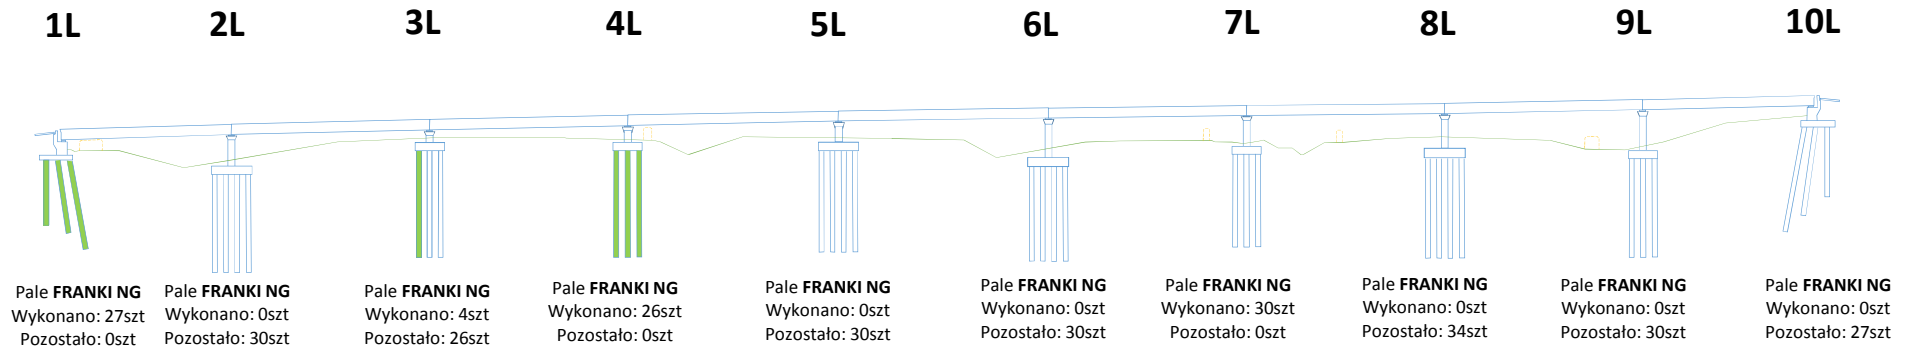 1L
2L
3L
4L
5L
6L
7L
8L
9L
10L
Pale FRANKI NG
Wykonano: 27szt
Pozostało: 0szt
Pale FRANKI NG
Wykonano: 0szt
Pozostało: 30szt
Pale FRANKI NG
Wykonano: 4szt
Pozostało: 26szt
Pale FRANKI NG
Wykonano: 26szt
Pozostało: 0szt
Pale FRANKI NG
Wykonano: 0szt
Pozostało: 30szt
Pale FRANKI NG
Wykonano: 0szt
Pozostało: 30szt
Pale FRANKI NG
Wykonano: 30szt
Pozostało: 0szt
Pale FRANKI NG
Wykonano: 0szt
Pozostało: 34szt
Pale FRANKI NG
Wykonano: 0szt
Pozostało: 30szt
Pale FRANKI NG
Wykonano: 0szt
Pozostało: 27szt